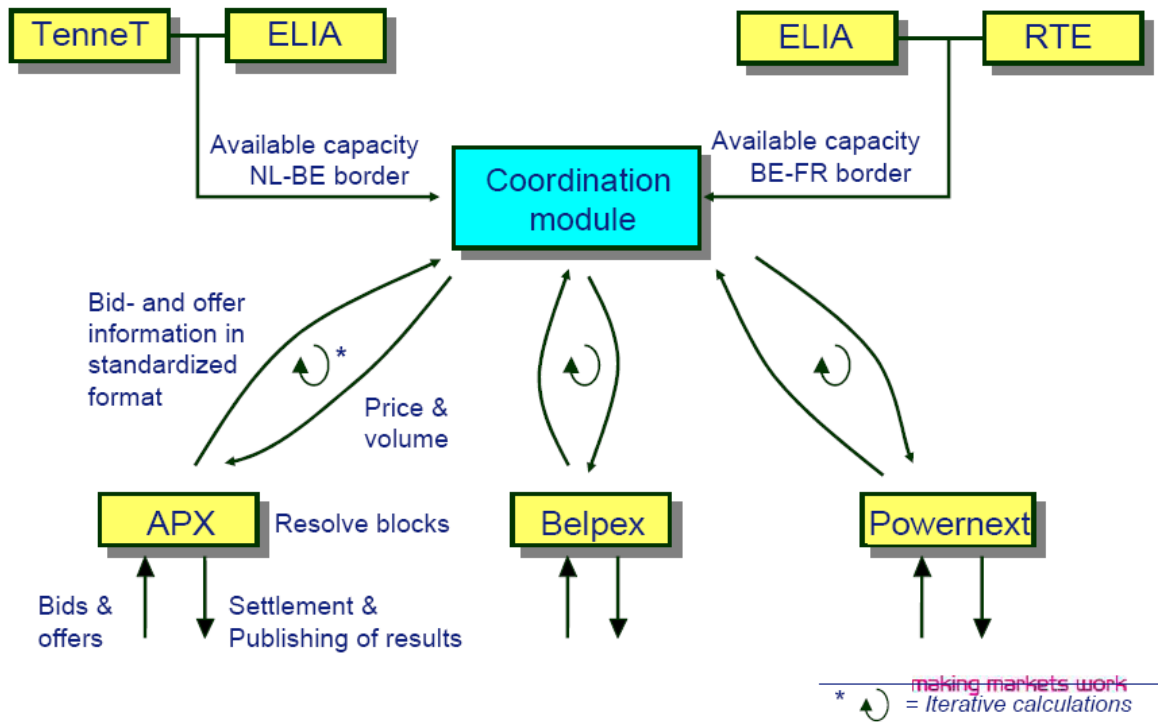 TenneT
ELIA
ELIA
RTE
Available capacity
NL-BE border
Available capacity
BE-FR border
Coordination
module
Bid- and offer
information in
standardized
format
*
Price &
volume
APX
Resolve blocks
Belpex
Powernext
Bids &
offers
Settlement &
Publishing of results
making markets work
* = Iterative calculations